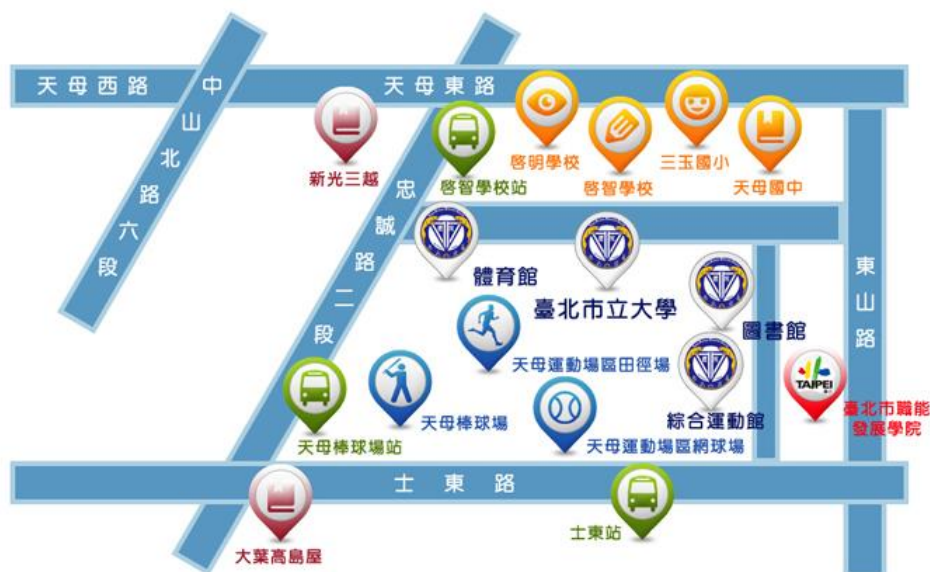 天母西路
中山北路六段
天母東路
新光三越
啓智學校站
啓明學校
啓智學校
三玉國小
天母國中
忠誠路二段
體育館
臺北市立大學
圖書館
東山路
天母運動場區田徑場
TAIPEI
天母棒球場站
天母棒球場
天母運動場區網球場
綜合運動館
臺北市職能
發展學院
士東路
大葉高島屋
士東站